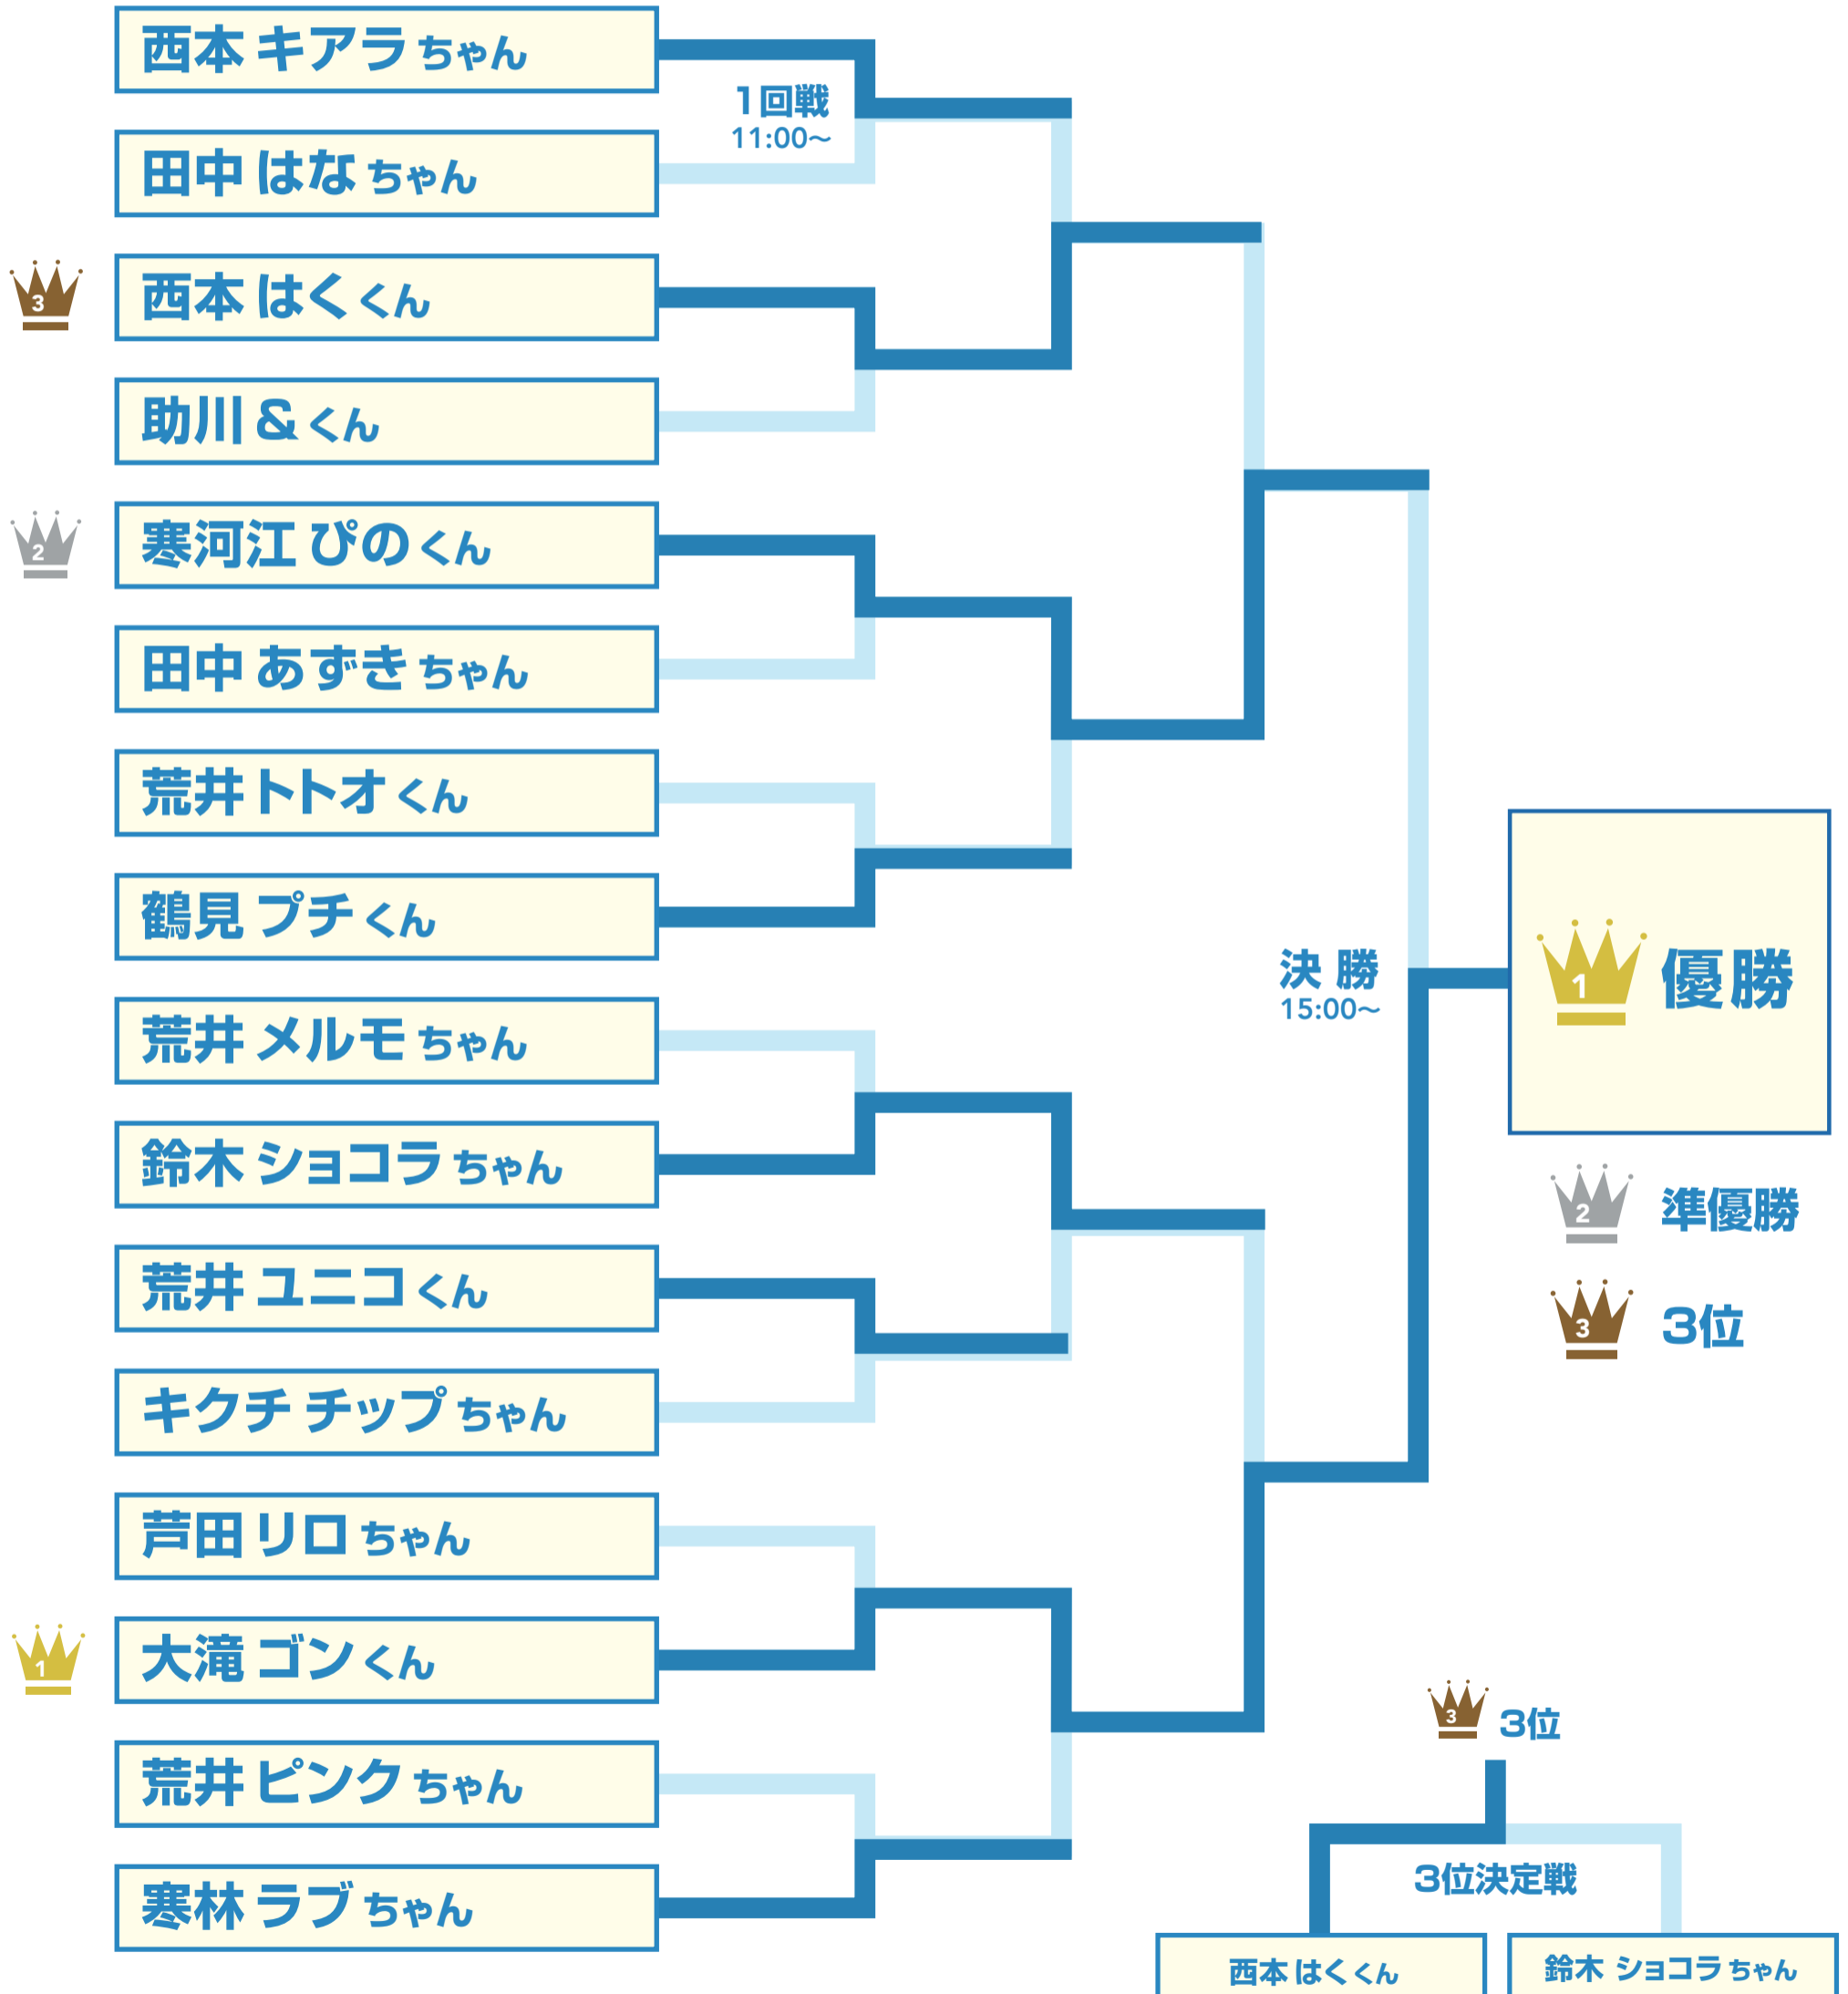 西本 キアラ ちゃん
1回戦
11:00〜
田中 はな ちゃん
3
西本 はく くん
助川 & くん
2
寒河江 ぴの くん
田中 あずき ちゃん
荒井 トトオ くん
鶴見 プチ くん
荒井 メルモ ちゃん
鈴木 ショコラ ちゃん
荒井 ユニコ くん
キクチ チップ ちゃん
芦田 リロ ちゃん
1
大滝 ゴン くん
荒井 ピンク ちゃん
寒林 ラブ ちゃん
決 勝
15:00〜
1 優勝
2 準優勝
3 3位
3 3位
3位決定戦
西本 はく くん
鈴木 ショコラ ちゃん